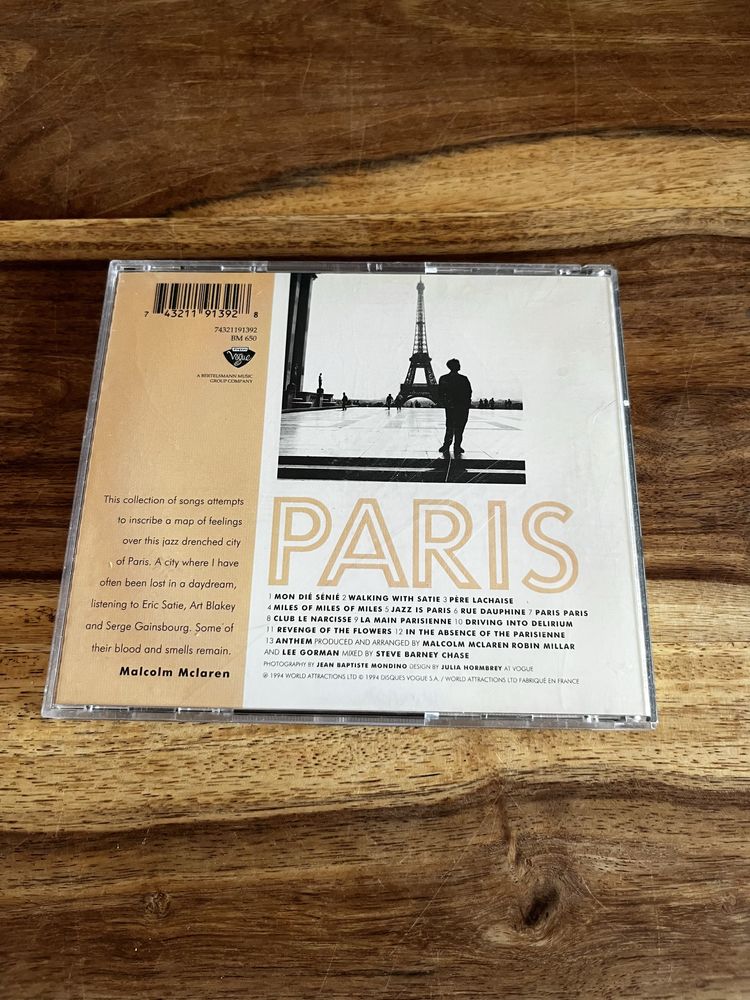 7 43211 91392 8
74321191392
BM 650
Vogue
A BERTELSMANN MUSIC
GROUP COMPANY
This collection of songs attempts
to inscribe a map of feelings
over this jazz drenched city
of Paris. A city where I have
often been lost in a daydream,
listening to Eric Satie, Art Blakey
and Serge Gainsbourg. Some of
their blood and smells remain.
Malcolm Mclaren
PARIS
1 MON DIÉ SÉNIÉ 2 WALKING WITH SATIE 3 PÈRE LACHAISE
4 MILES OF MILES OF MILES 5 JAZZ IS PARIS 6 RUE DAUPHINE 7 PARIS PARIS
8 CLUB LE NARCISSE 9 LA MAIN PARISIENNE 10 DRIVING INTO DELIRIUM
11 REVENGE OF THE FLOWERS 12 IN THE ABSENCE OF THE PARISIENNE
13 ANTHEM PRODUCED AND ARRANGED BY MALCOLM MCLAREN ROBIN MILLAR
AND LEE GORMAN MIXED BY STEVE BARNEY CHASE
PHOTOGRAPHY BY JEAN BAPTISTE MONDINO DESIGN BY JULIA HORMBREY AT VOGUE
℗ 1994 WORLD ATTRACTIONS LTD © 1994 DISQUES VOGUE S.A. / WORLD ATTRACTIONS LTD FABRIQUÉ EN FRANCE